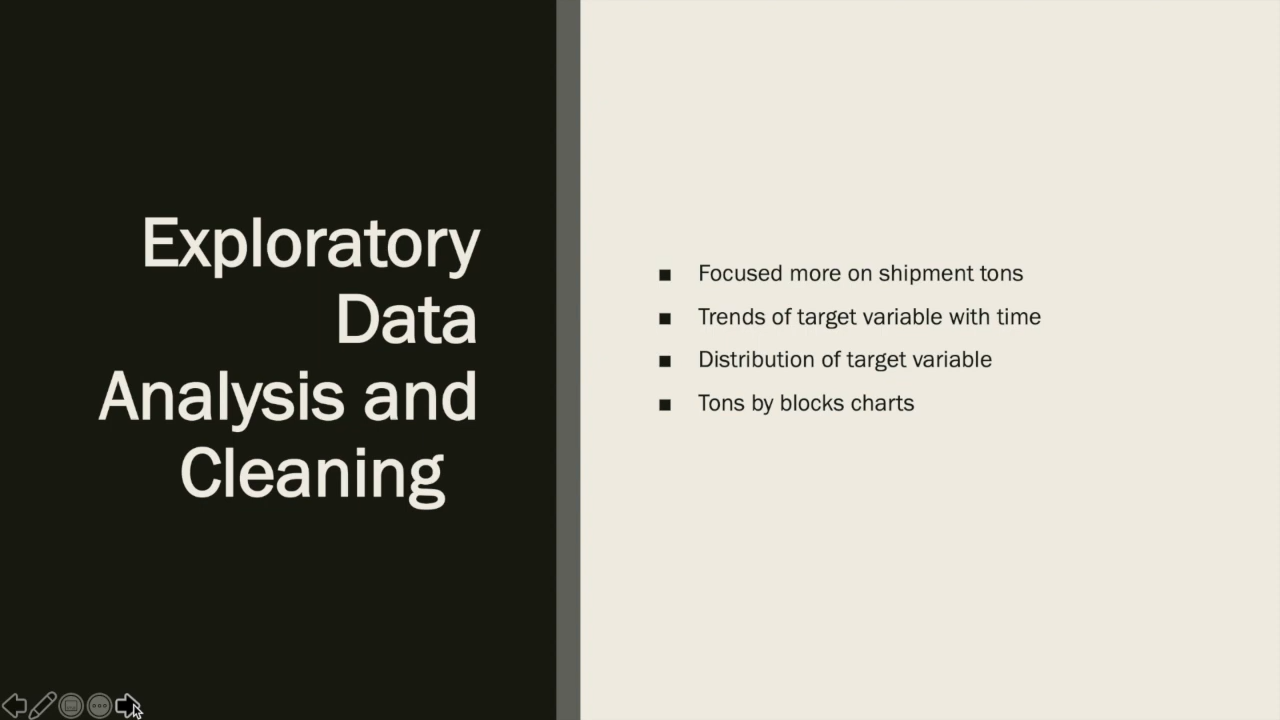 Exploratory
Data
Analysis and
Cleaning
Focused more on shipment tons
Trends of target variable with time
Distribution of target variable
Tons by blocks charts